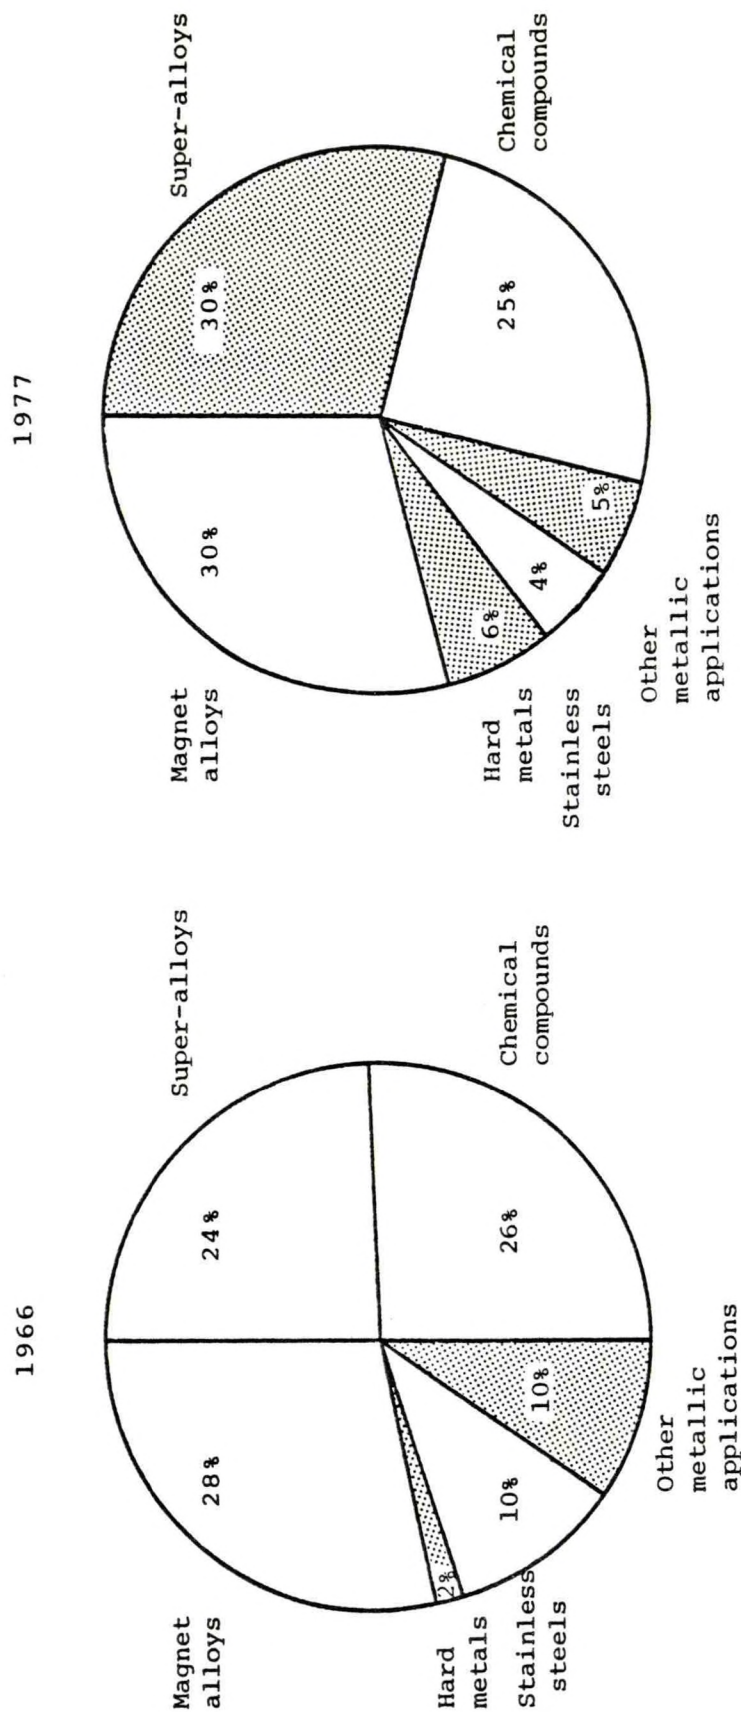 1966
Super-alloys
24%
Chemical
compounds
26%
Other
metallic
applications
10%
Stainless
steels
10%
Hard
metals
2%
Magnet
alloys
28%
1977
Super-alloys
30%
Chemical
compounds
25%
Other
metallic
applications
5%
Stainless
steels
4%
Hard
metals
6%
Magnet
alloys
30%